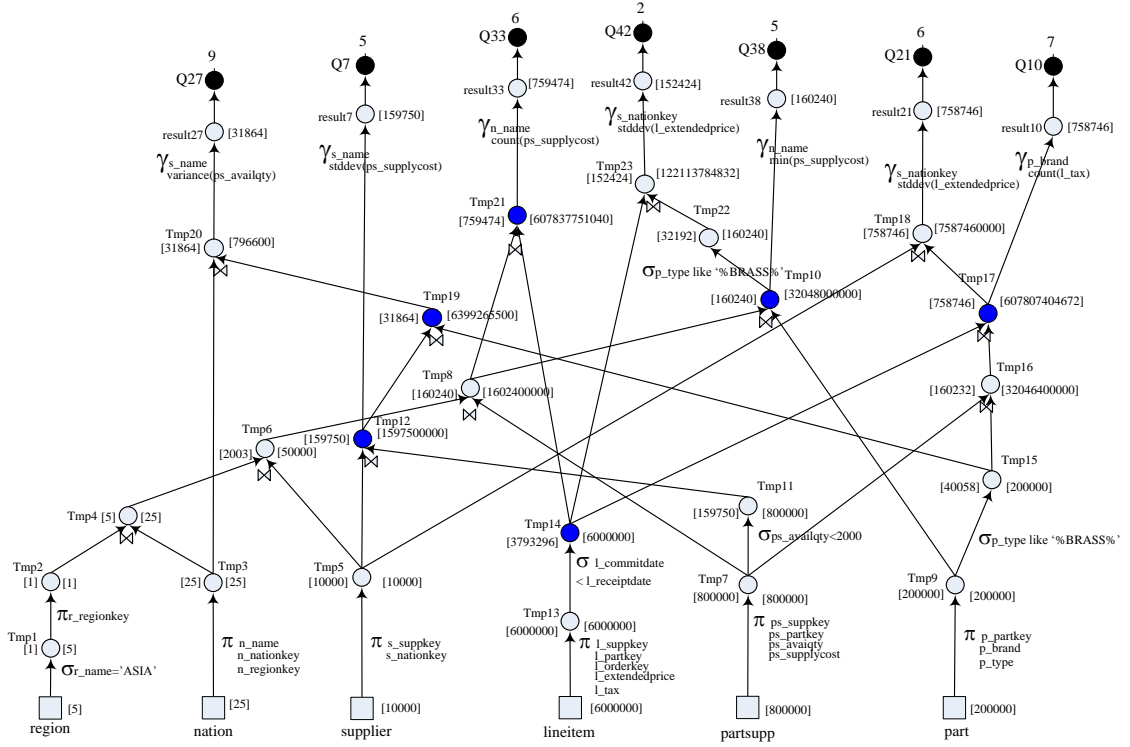 2
6
Q42
Q33
5
Q38
6
Q21
7
Q10
5
Q7
9
Q27
result33
[759474]
result42
[152424]
result38
[160240]
result7
[159750]
result21
[758746]
result10
[758746]
result27
[31864]
γn_name
count(ps_supplycost)
γs_nationkey
stddev(l_extendedprice)
γs_name
variance(ps_availqty)
γs_name
stddev(ps_supplycost)
γn_name
min(ps_supplycost)
γs_nationkey
stddev(l_extendedprice)
γp_brand
count(l_tax)
Tmp23
[152424]
[122113784832]
Tmp21
[759474]
[607837751040]
Tmp22
[32192]
[160240]
Tmp18
[758746]
[7587460000]
Tmp20
[31864]
[796600]
σp_type like ‘%BRASS%’
Tmp10
[160240]
[32048000000]
Tmp17
[758746]
[607807404672]
Tmp19
[31864]
[6399265500]
Tmp8
[160240]
[1602400000]
Tmp16
[160232]
[32046400000]
Tmp12
[159750]
[1597500000]
Tmp6
[2003]
[50000]
Tmp15
[40058]
[200000]
Tmp11
[159750]
[800000]
Tmp4
[5]
[25]
Tmp14
[3793296]
[6000000]
σps_availqty<2000
σp_type like ‘%BRASS%’
σ l_commitdate
< l_receiptdate
Tmp2
[1]
[1]
Tmp3
[25]
[25]
Tmp5
[10000]
[10000]
Tmp7
[800000]
[800000]
Tmp9
[200000]
[200000]
πr_regionkey
Tmp13
[6000000]
[6000000]
Tmp1
[1]
[5]
σr_name=’ASIA’
π n_name
n_nationkey
n_regionkey
π s_suppkey
s_nationkey
π l_suppkey
l_partkey
l_orderkey
l_extendedprice
l_tax
π ps_suppkey
ps_partkey
ps_avaiqty
ps_supplycost
π p_partkey
p_brand
p_type
[5]
[25]
[10000]
[6000000]
[800000]
[200000]
region
nation
supplier
lineitem
partsupp
part